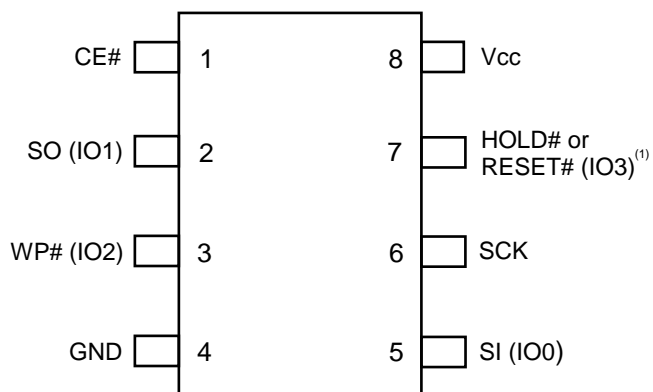 CE# 1 8 Vcc
SO (IO1) 2 7 HOLD# or
RESET# (IO3)(1)
WP# (IO2) 3 6 SCK
GND 4 5 SI (IO0)